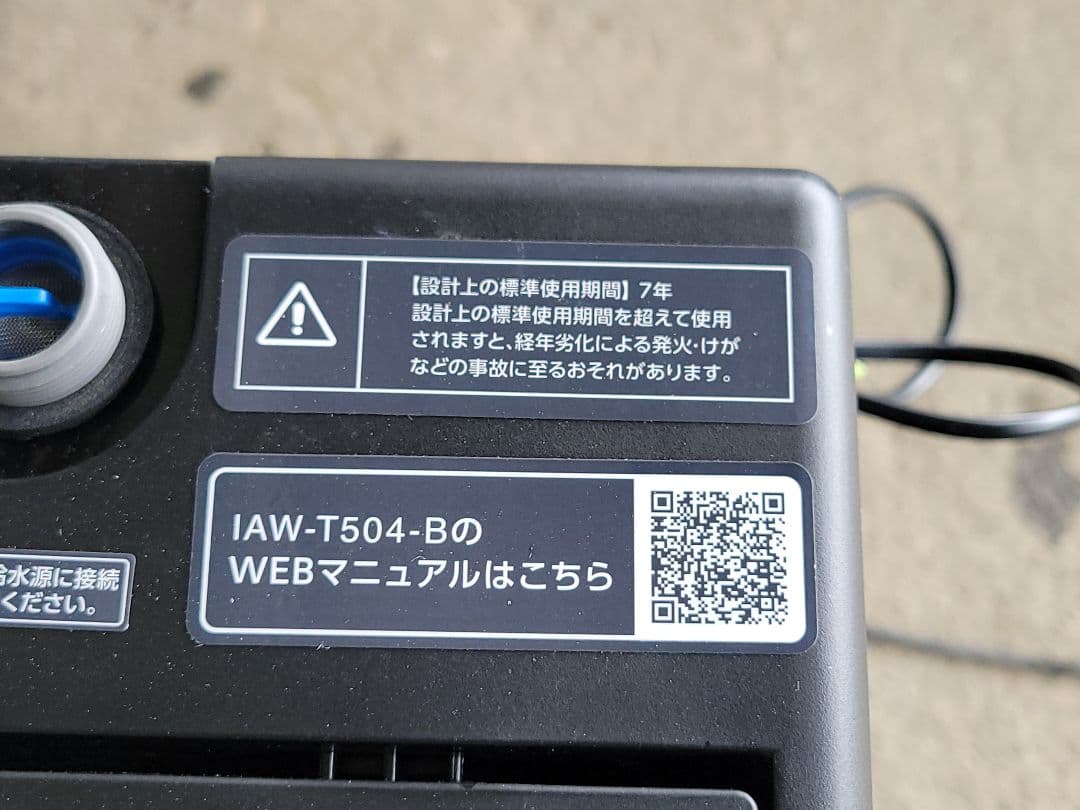 【設計上の標準使用期間】7年
設計上の標準使用期間を超えて使用
されますと、経年劣化による発火・けが
などの事故に至るおそれがあります。
IAW-T504-Bの
WEBマニュアルはこちら
水源に接続
ください。